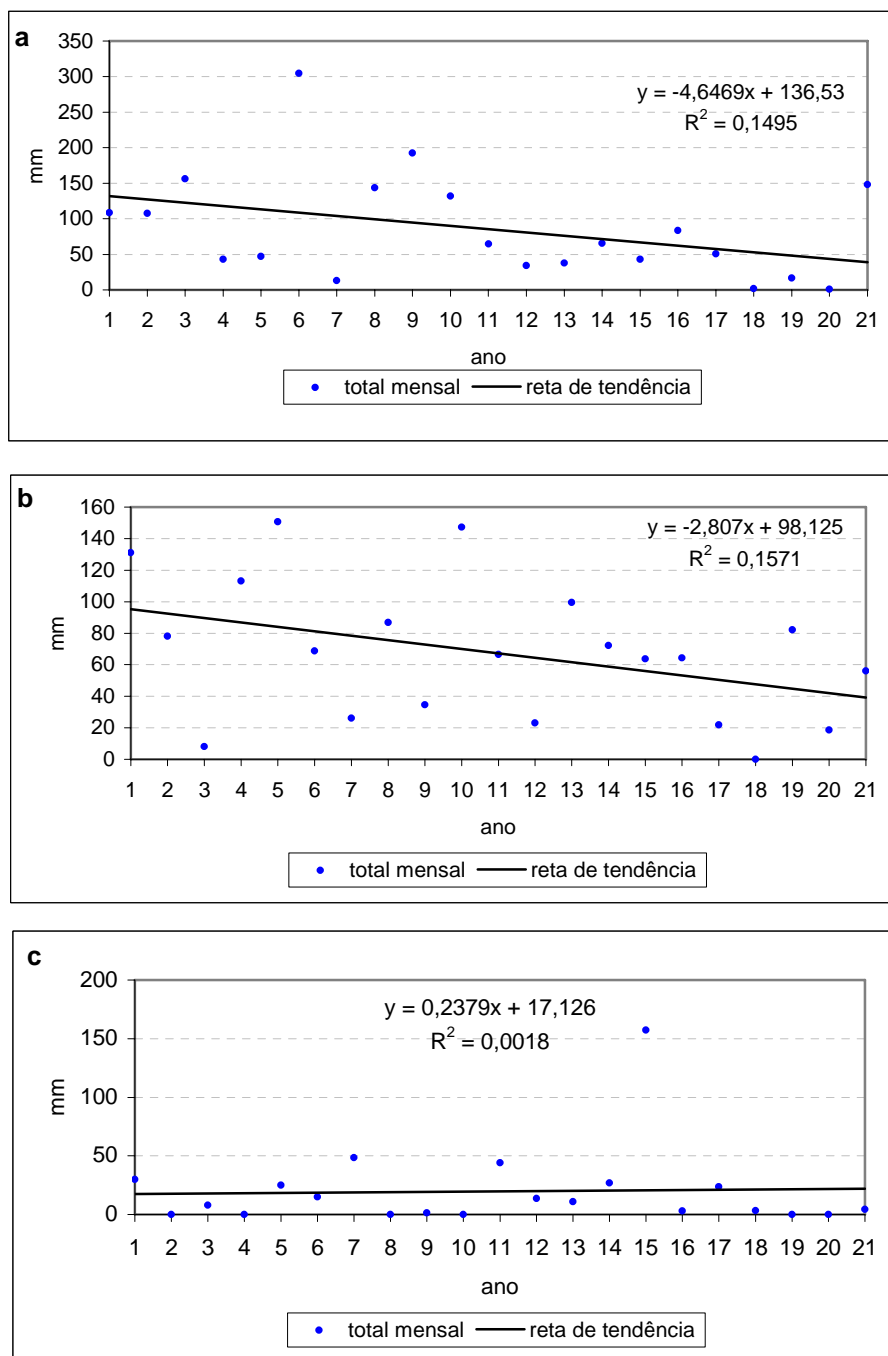 a
350
300
250
200
150
100
50
0
mm
y = -4,6469x + 136,53
R² = 0,1495
1 2 3 4 5 6 7 8 9 10 11 12 13 14 15 16 17 18 19 20 21
ano
total mensal reta de tendência
b
160
140
120
100
80
60
40
20
0
mm
y = -2,807x + 98,125
R² = 0,1571
1 2 3 4 5 6 7 8 9 10 11 12 13 14 15 16 17 18 19 20 21
ano
total mensal reta de tendência
c
200
150
100
50
0
mm
y = 0,2379x + 17,126
R² = 0,0018
1 2 3 4 5 6 7 8 9 10 11 12 13 14 15 16 17 18 19 20 21
ano
total mensal reta de tendência